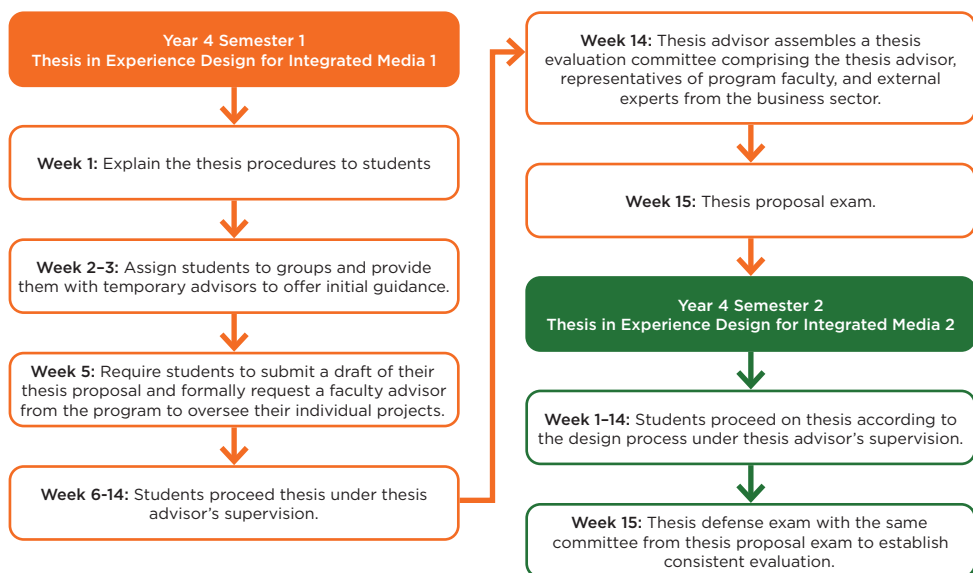 Year 4 Semester 1
Thesis in Experience Design for Integrated Media 1
Week 1: Explain the thesis procedures to students
Week 2–3: Assign students to groups and provide
them with temporary advisors to offer initial guidance.
Week 5: Require students to submit a draft of their
thesis proposal and formally request a faculty advisor
from the program to oversee their individual projects.
Week 6-14: Students proceed thesis under thesis
advisor’s supervision.
Week 14: Thesis advisor assembles a thesis
evaluation committee comprising the thesis advisor,
representatives of program faculty, and external
experts from the business sector.
Week 15: Thesis proposal exam.
Year 4 Semester 2
Thesis in Experience Design for Integrated Media 2
Week 1–14: Students proceed on thesis according to
the design process under thesis advisor’s supervision.
Week 15: Thesis defense exam with the same
committee from thesis proposal exam to establish
consistent evaluation.